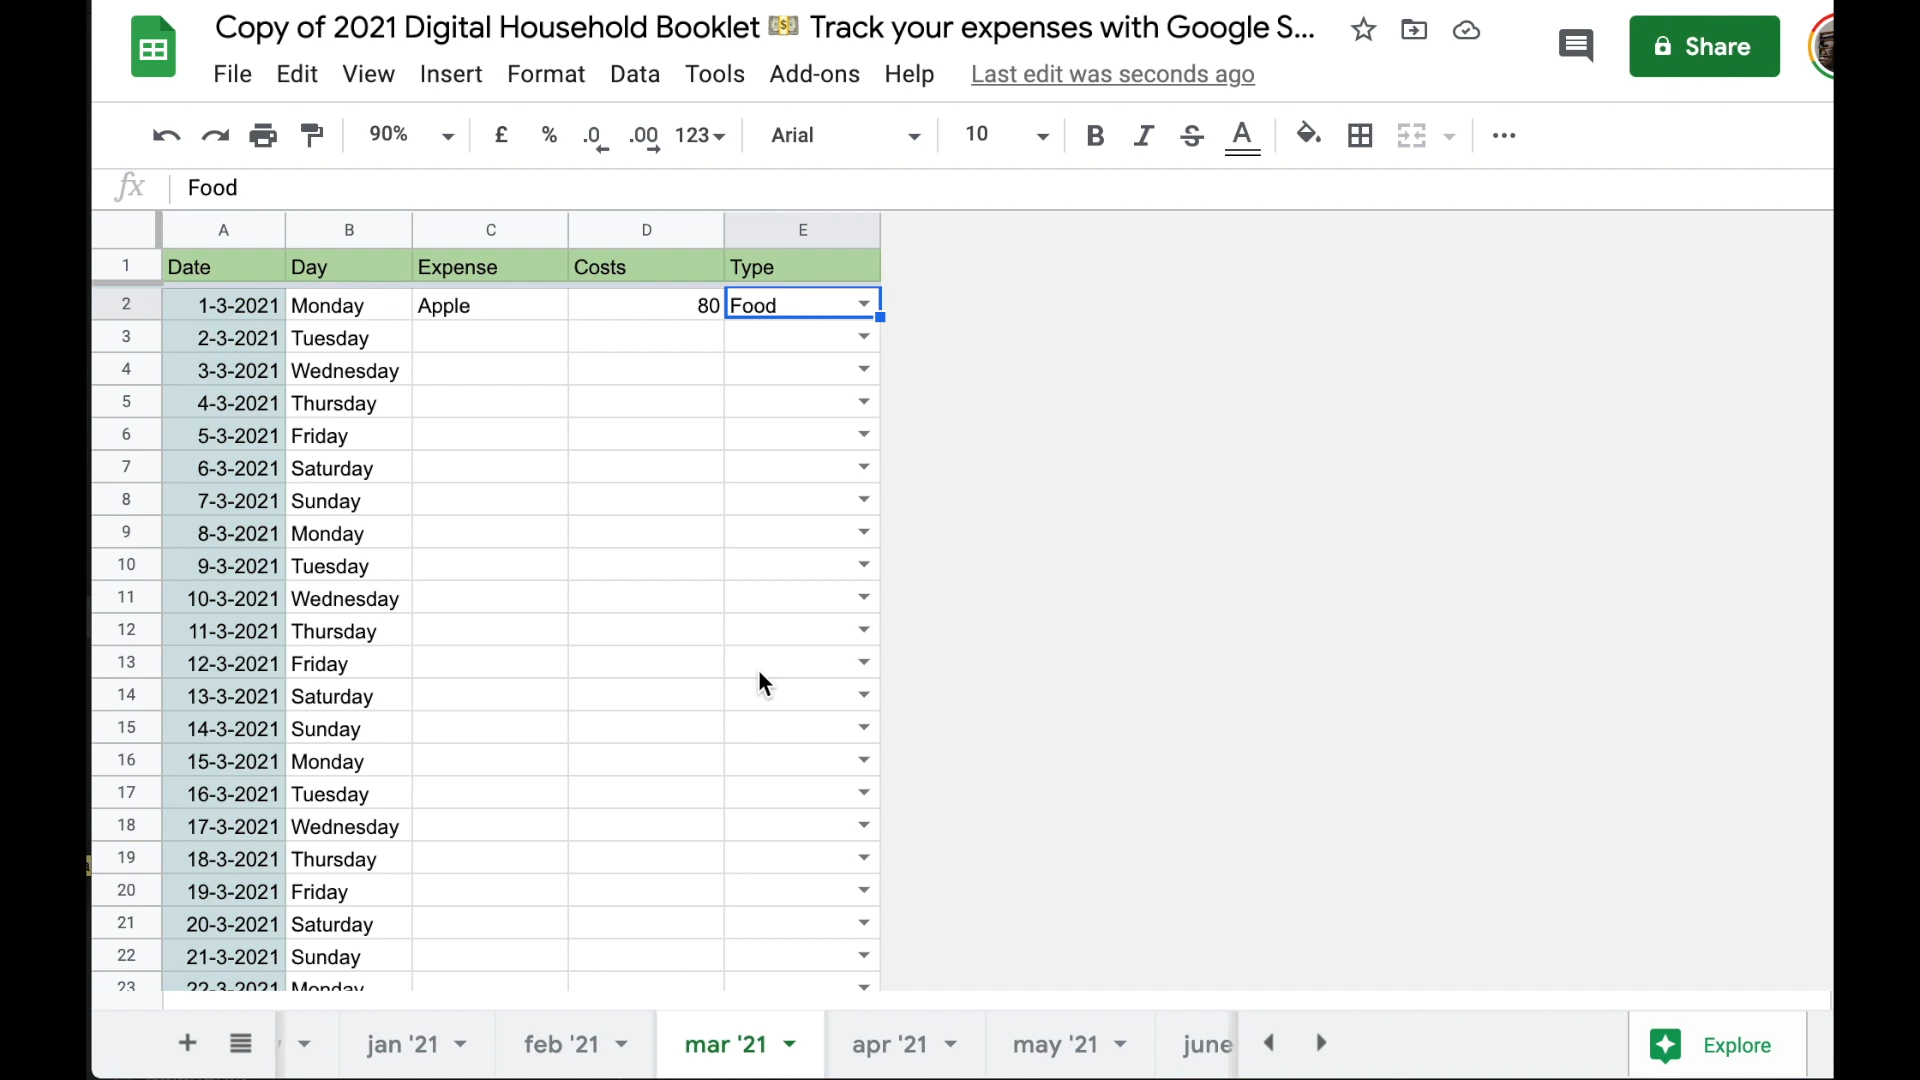 Copy of 2021 Digital Household Booklet 💵 Track your expenses with Google S...
File Edit View Insert Format Data Tools Add-ons Help Last edit was seconds ago
Share
90% £ % .0 .00 123 Arial 10 B I S A
fx Food
A B C D E
1 Date Day Expense Costs Type
2 1-3-2021 Monday Apple 80 Food
3 2-3-2021 Tuesday
4 3-3-2021 Wednesday
5 4-3-2021 Thursday
6 5-3-2021 Friday
7 6-3-2021 Saturday
8 7-3-2021 Sunday
9 8-3-2021 Monday
10 9-3-2021 Tuesday
11 10-3-2021 Wednesday
12 11-3-2021 Thursday
13 12-3-2021 Friday
14 13-3-2021 Saturday
15 14-3-2021 Sunday
16 15-3-2021 Monday
17 16-3-2021 Tuesday
18 17-3-2021 Wednesday
19 18-3-2021 Thursday
20 19-3-2021 Friday
21 20-3-2021 Saturday
22 21-3-2021 Sunday
23 22-3-2021 Monday
jan '21 feb '21 mar '21 apr '21 may '21 june
Explore